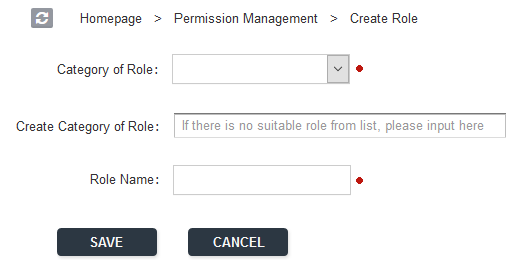 Homepage > Permission Management > Create Role
Category of Role:
Create Category of Role: If there is no suitable role from list, please input here
Role Name:
SAVE CANCEL